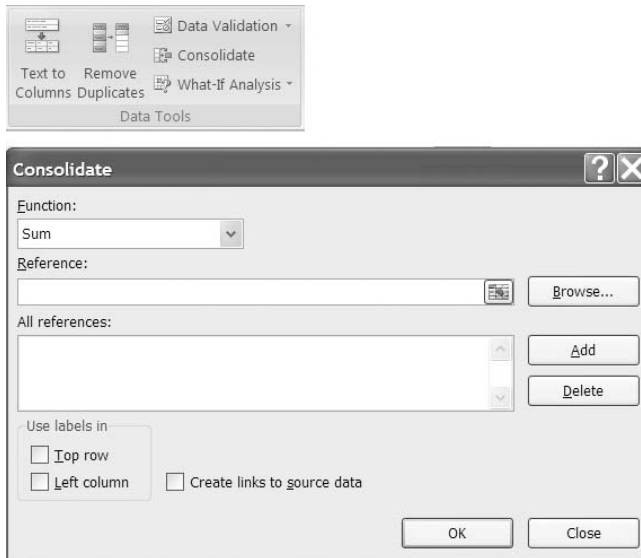 Data Validation
Consolidate
Text to Remove
Columns Duplicates
What-If Analysis
Data Tools
Consolidate
Function:
Sum
Reference:
Browse...
All references:
Add
Delete
Use labels in
Top row
Left column
Create links to source data
OK Close